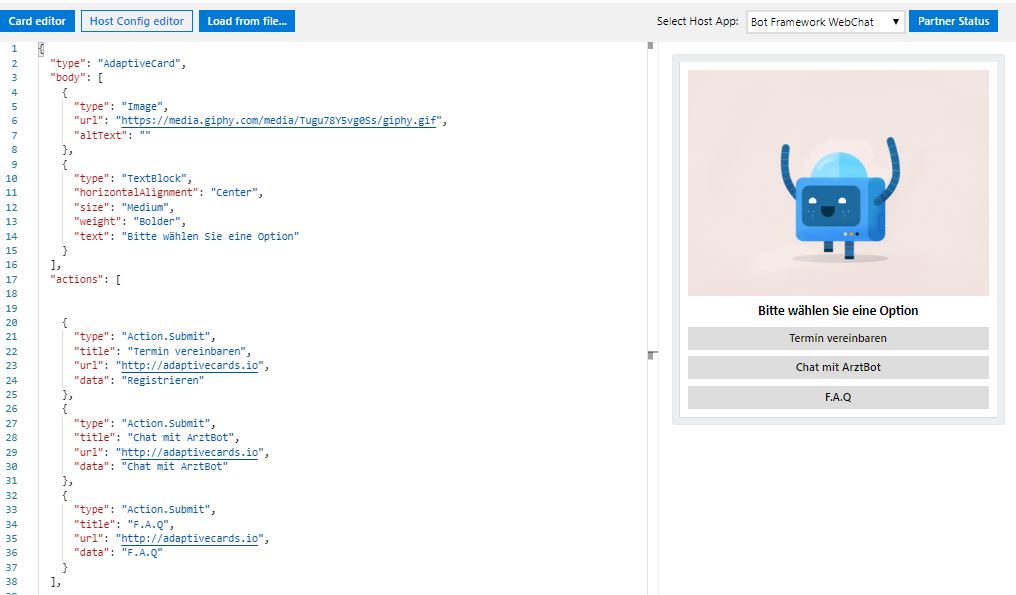 Card editor Host Config editor Load from file... Select Host App: Bot Framework WebChat ▼ Partner Status
1 {
2 "type": "AdaptiveCard",
3 "body": [
4 {
5 "type": "Image",
6 "url": "https://media.giphy.com/media/Tugu78Y5vg0Ss/giphy.gif",
7 "altText": ""
8 },
9 {
10 "type": "TextBlock",
11 "horizontalAlignment": "Center",
12 "size": "Medium",
13 "weight": "Bolder",
14 "text": "Bitte wählen Sie eine Option"
15 }
16 ],
17 "actions": [
18
19
20 {
21 "type": "Action.Submit",
22 "title": "Termin vereinbaren",
23 "url": "http://adaptivecards.io",
24 "data": "Registrieren"
25 },
26 {
27 "type": "Action.Submit",
28 "title": "Chat mit ArztBot",
29 "url": "http://adaptivecards.io",
30 "data": "Chat mit ArztBot"
31 },
32 {
33 "type": "Action.Submit",
34 "title": "F.A.Q",
35 "url": "http://adaptivecards.io",
36 "data": "F.A.Q"
37 }
38 ],
Bitte wählen Sie eine Option
Termin vereinbaren
Chat mit ArztBot
F.A.Q